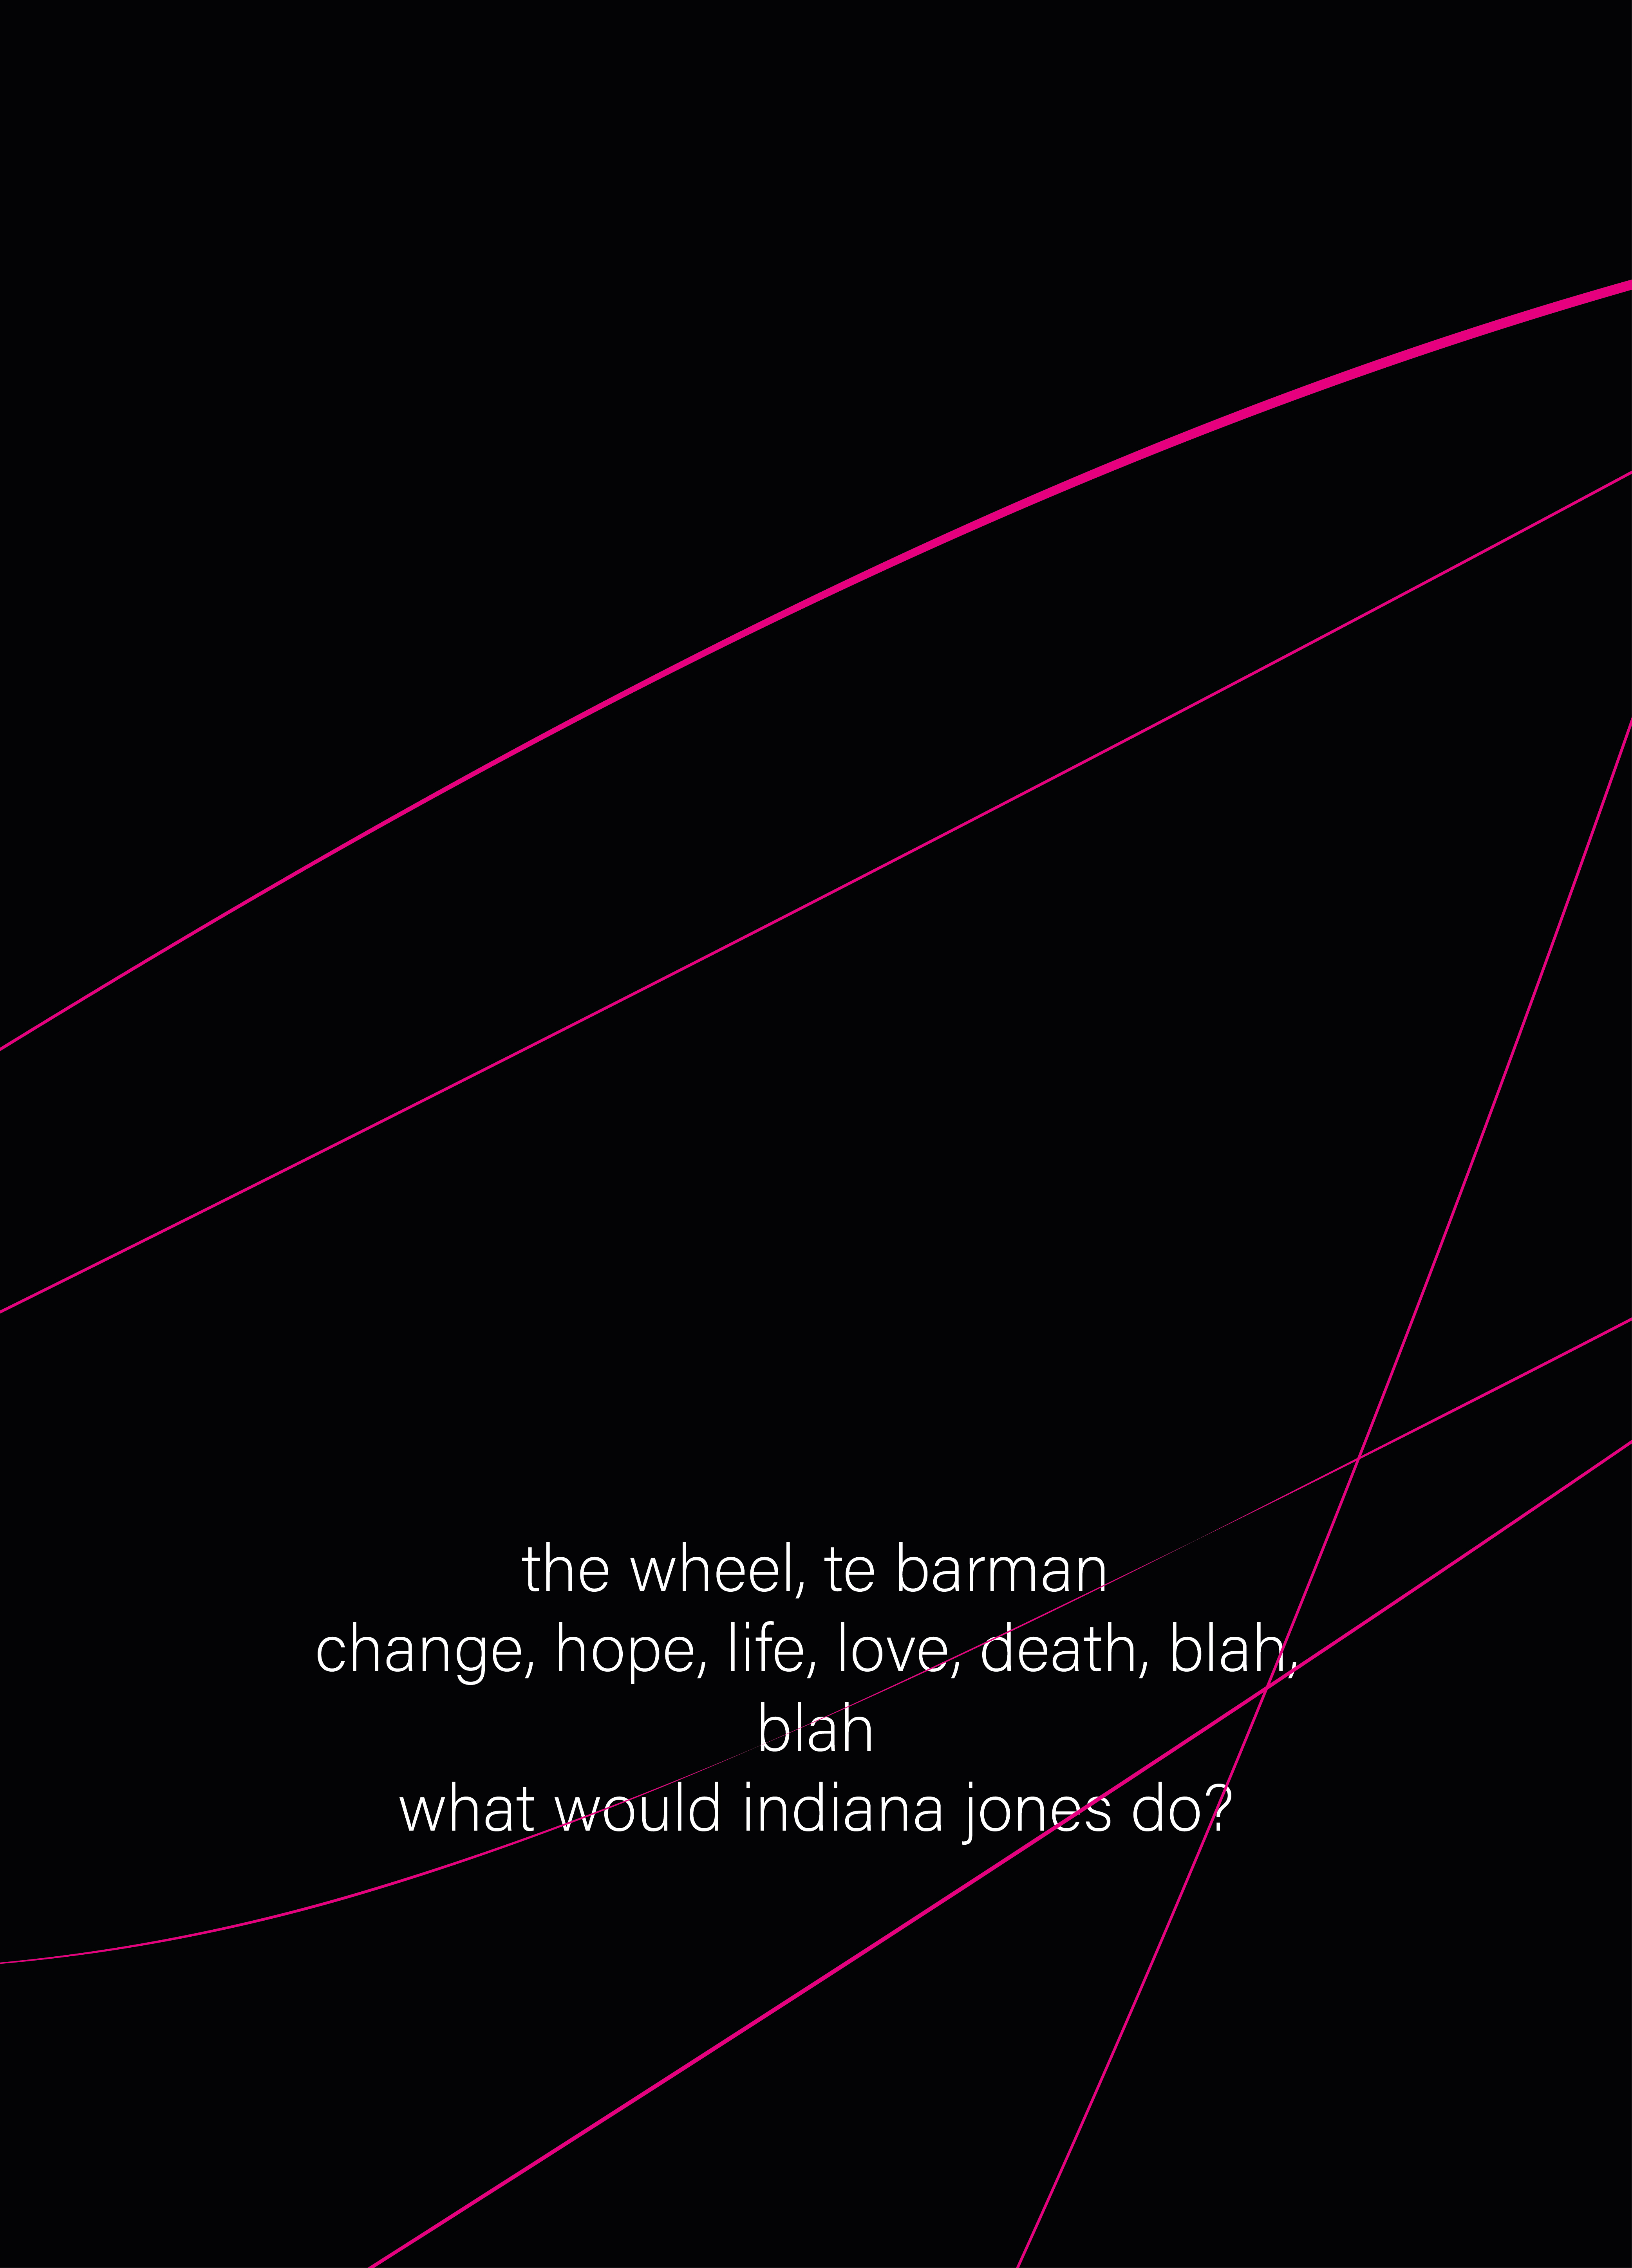 the wheel, te barman
change, hope, life, love, death, blah,
blah
what would indiana jones do?